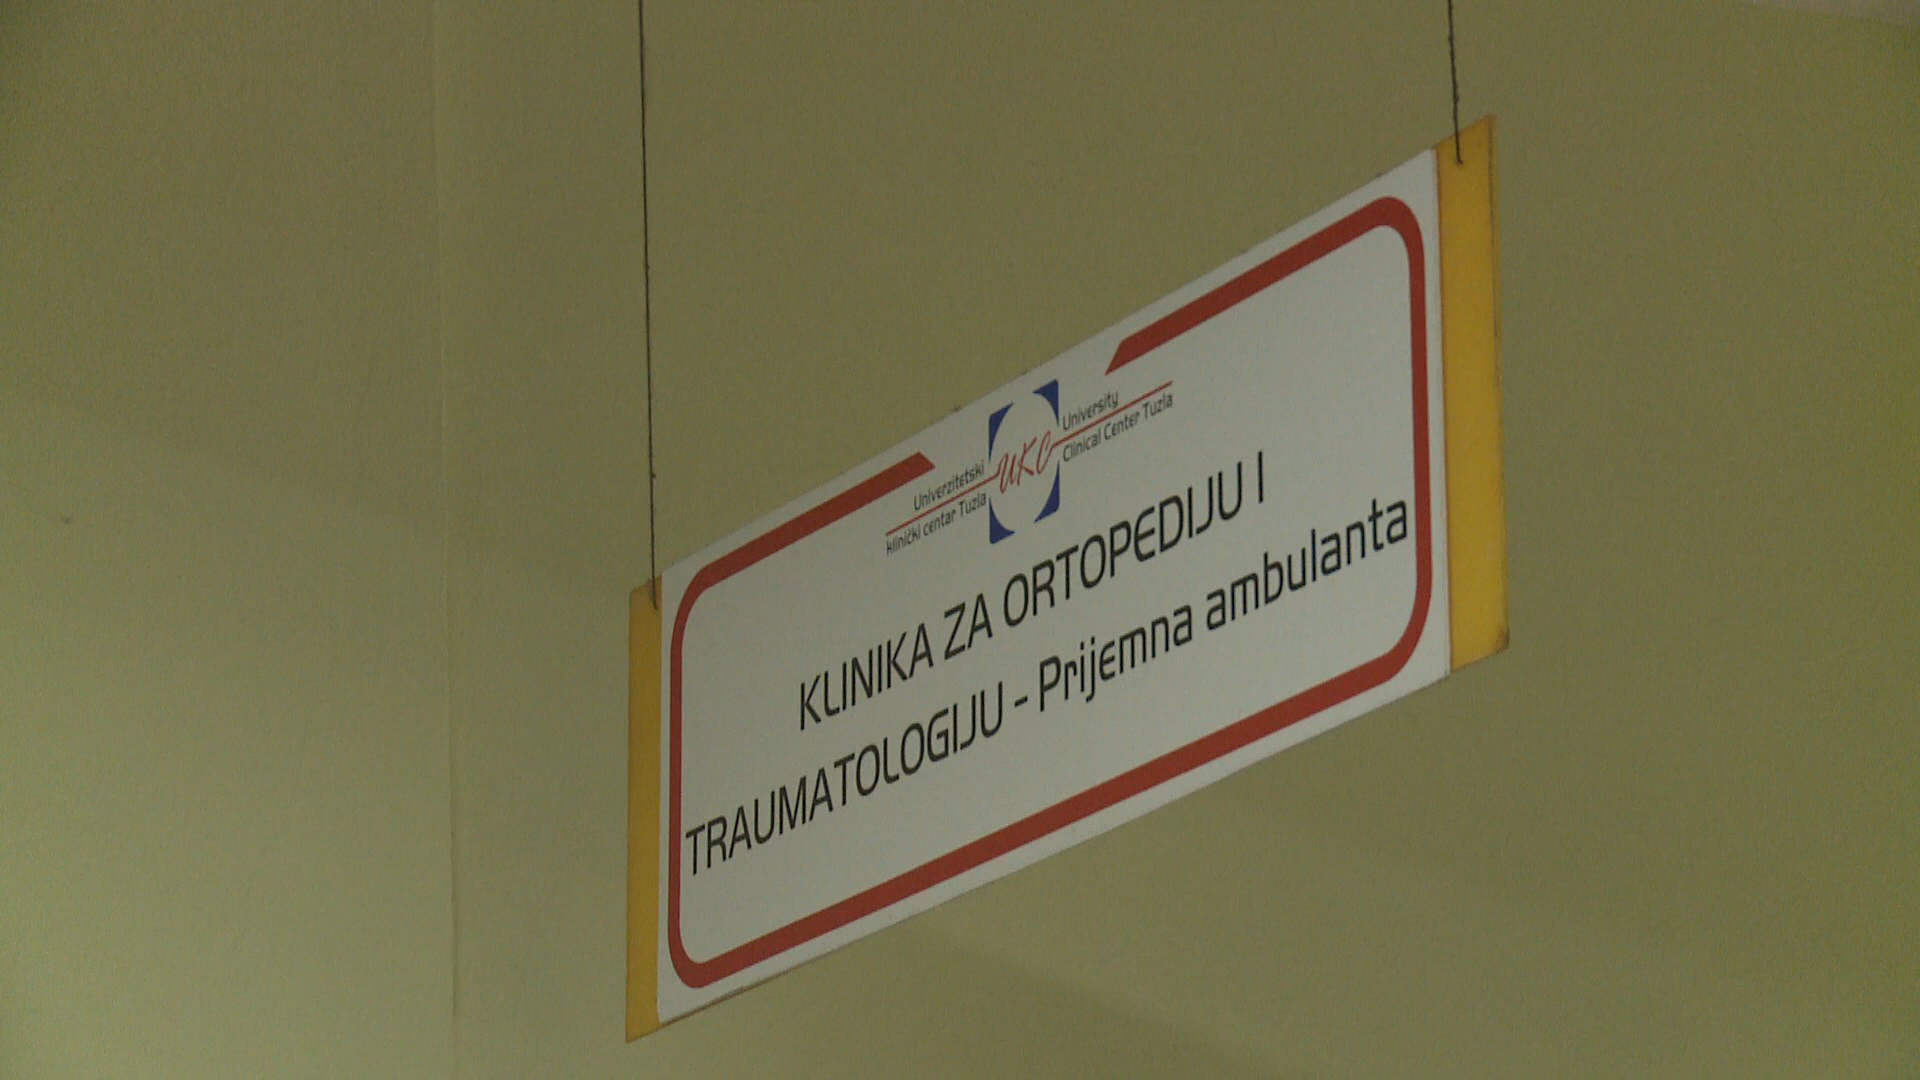 Univerzitetski
klinički centar Tuzla
UKC
University
Clinical Center Tuzla
KLINIKA ZA ORTOPEDIJU I
TRAUMATOLOGIJU - Prijemna ambulanta